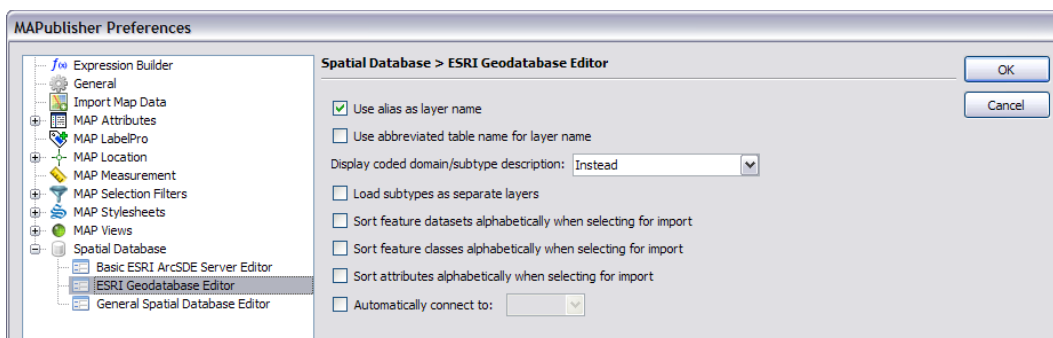 MAPublisher Preferences
f(x) Expression Builder
General
Import Map Data
MAP Attributes
MAP LabelPro
MAP Location
MAP Measurement
MAP Selection Filters
MAP Stylesheets
MAP Views
Spatial Database
Basic ESRI ArcSDE Server Editor
ESRI Geodatabase Editor
General Spatial Database Editor
Spatial Database > ESRI Geodatabase Editor
Use alias as layer name
Use abbreviated table name for layer name
Display coded domain/subtype description: Instead
Load subtypes as separate layers
Sort feature datasets alphabetically when selecting for import
Sort feature classes alphabetically when selecting for import
Sort attributes alphabetically when selecting for import
Automatically connect to:
OK
Cancel